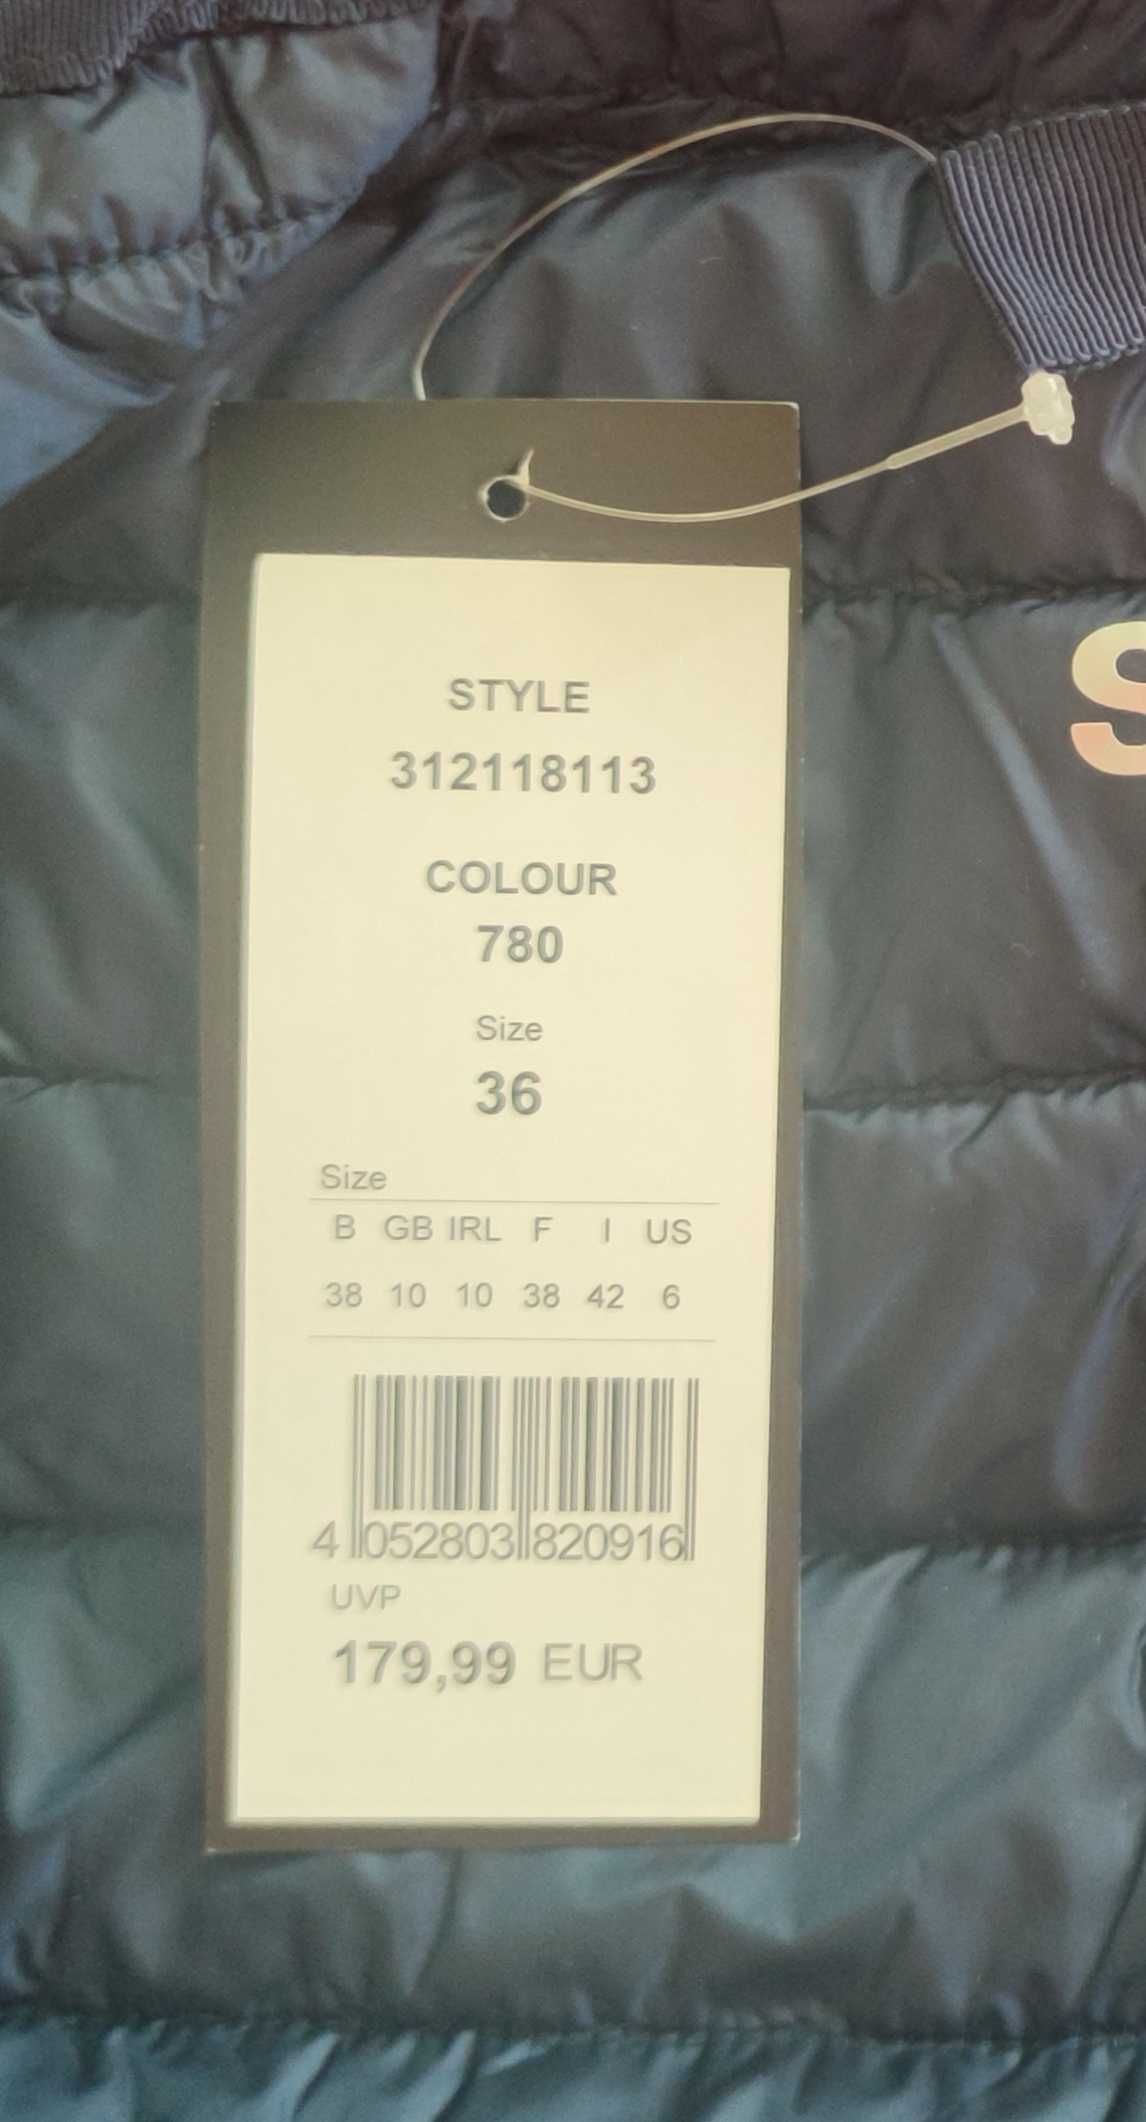 STYLE
312118113
COLOUR
780
Size
36
Size
B GB IRL F I US
38 10 10 38 42 6
4 052803 820916
UVP
179,99 EUR
S